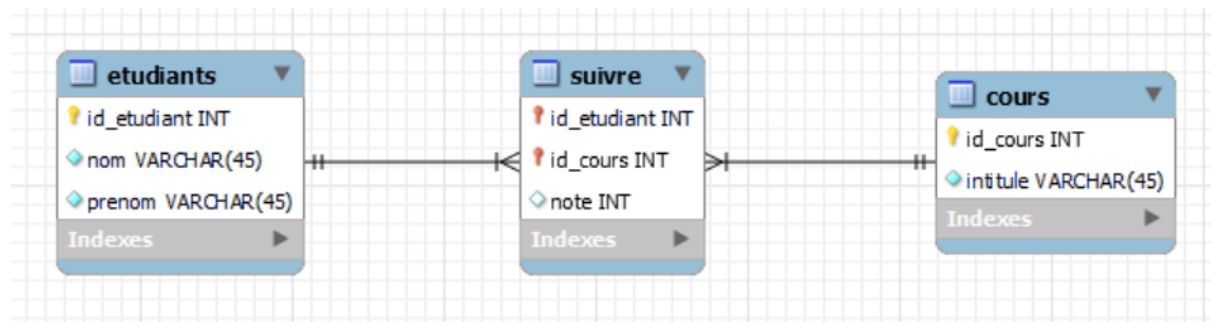 etudiants
id_etudiant INT
nom VARCHAR(45)
prenom VARCHAR(45)
Indexes
suivre
id_etudiant INT
id_cours INT
note INT
Indexes
cours
id_cours INT
intitule VARCHAR(45)
Indexes